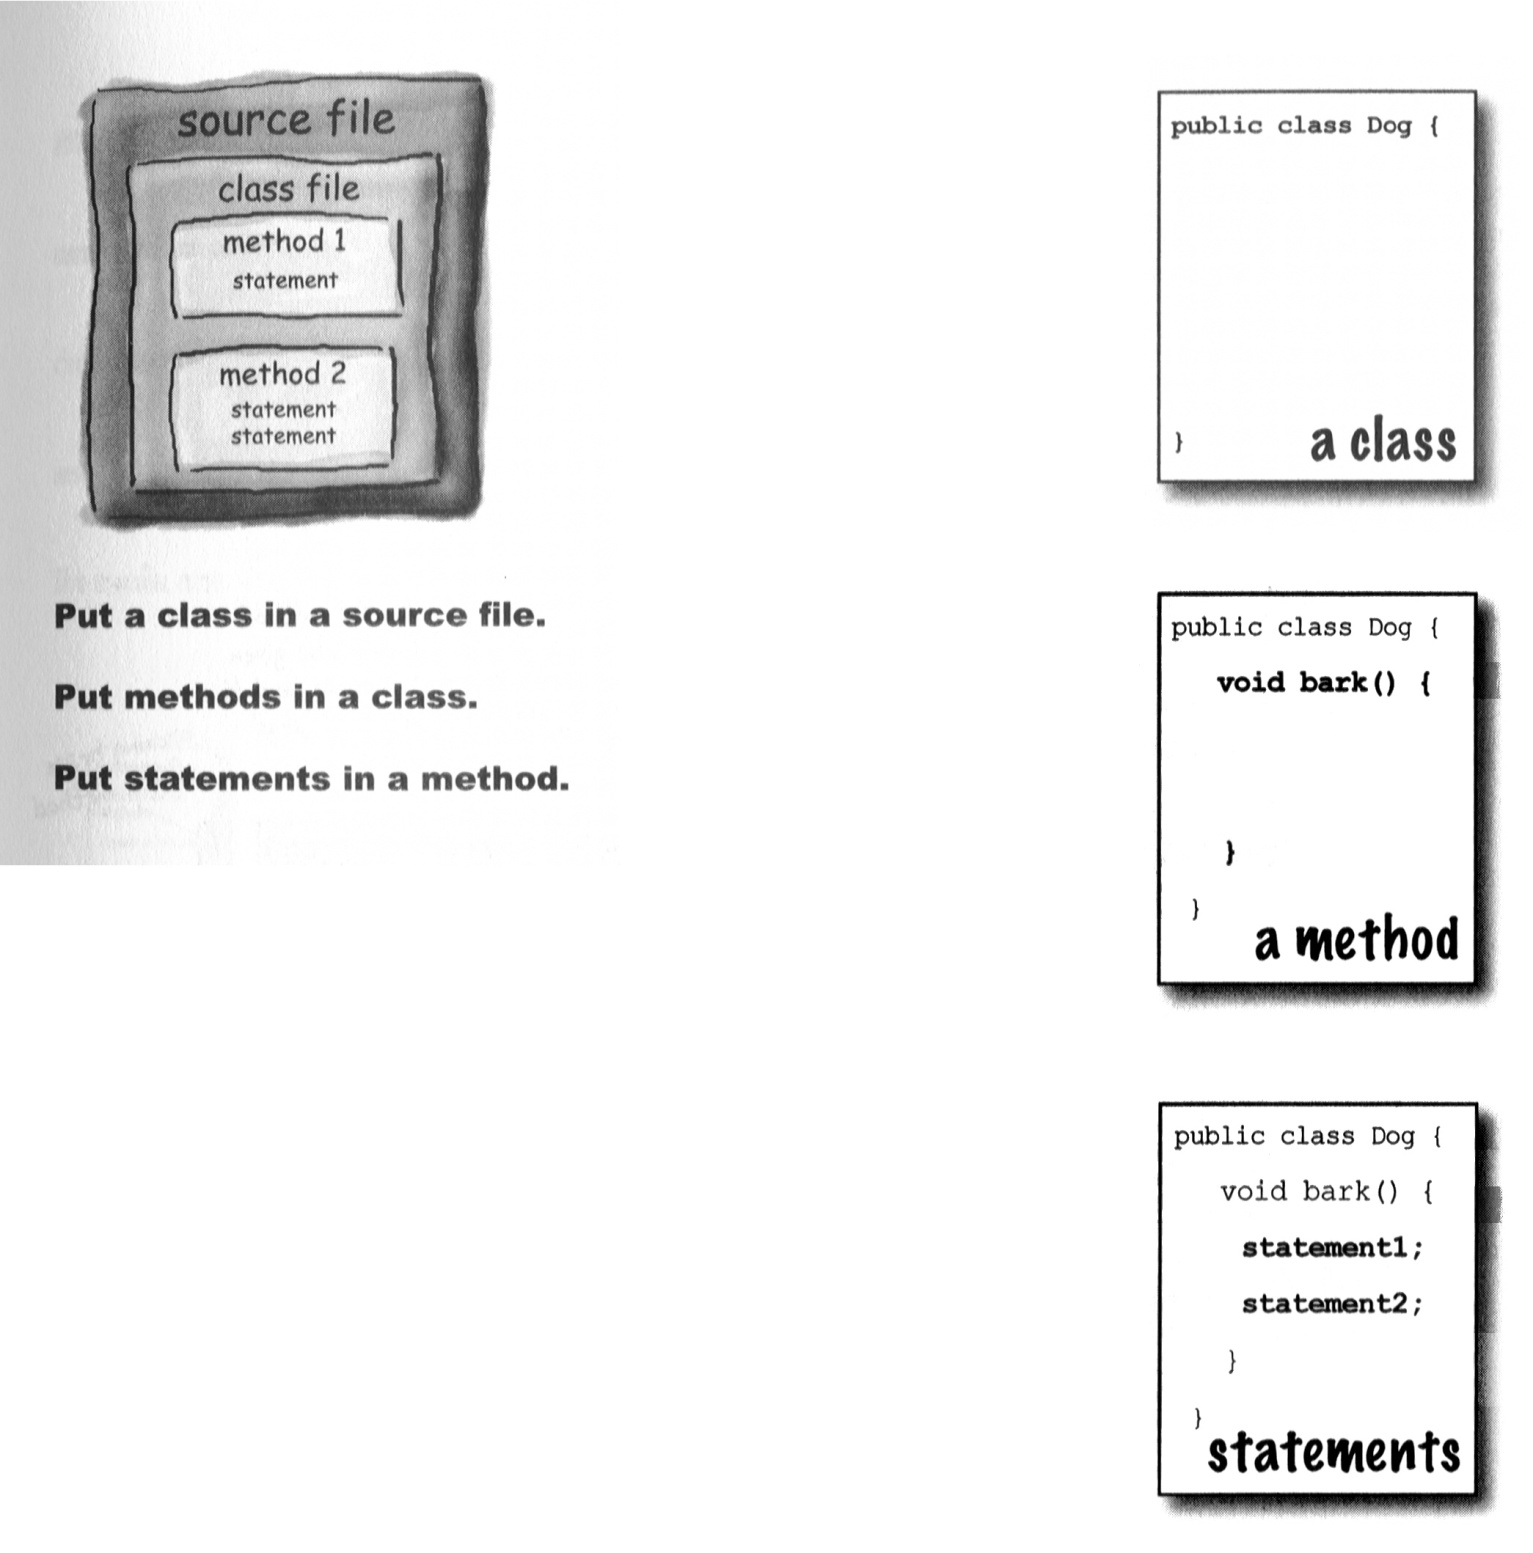 source file
class file
method 1
statement
method 2
statement
statement
Put a class in a source file.
Put methods in a class.
Put statements in a method.
public class Dog {
}
a class
public class Dog {
void bark() {
}
}
a method
public class Dog {
void bark() {
statement1;
statement2;
}
}
statements